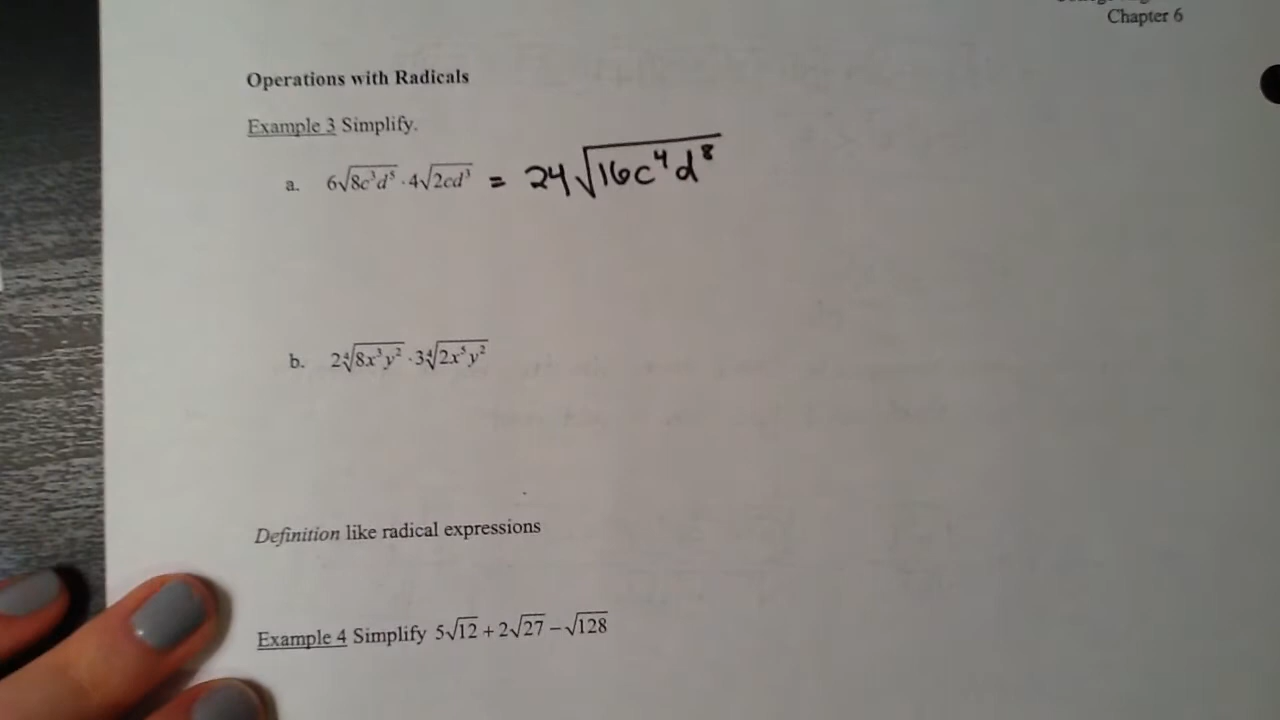 Chapter 6
Operations with Radicals
Example 3 Simplify.
a. 6√8c³d⁵ · 4√2cd³ = 24√16c⁴d⁸
b. 2∜8x³y² · 3∜2x⁵y²
Definition like radical expressions
Example 4 Simplify 5√12 + 2√27 − √128